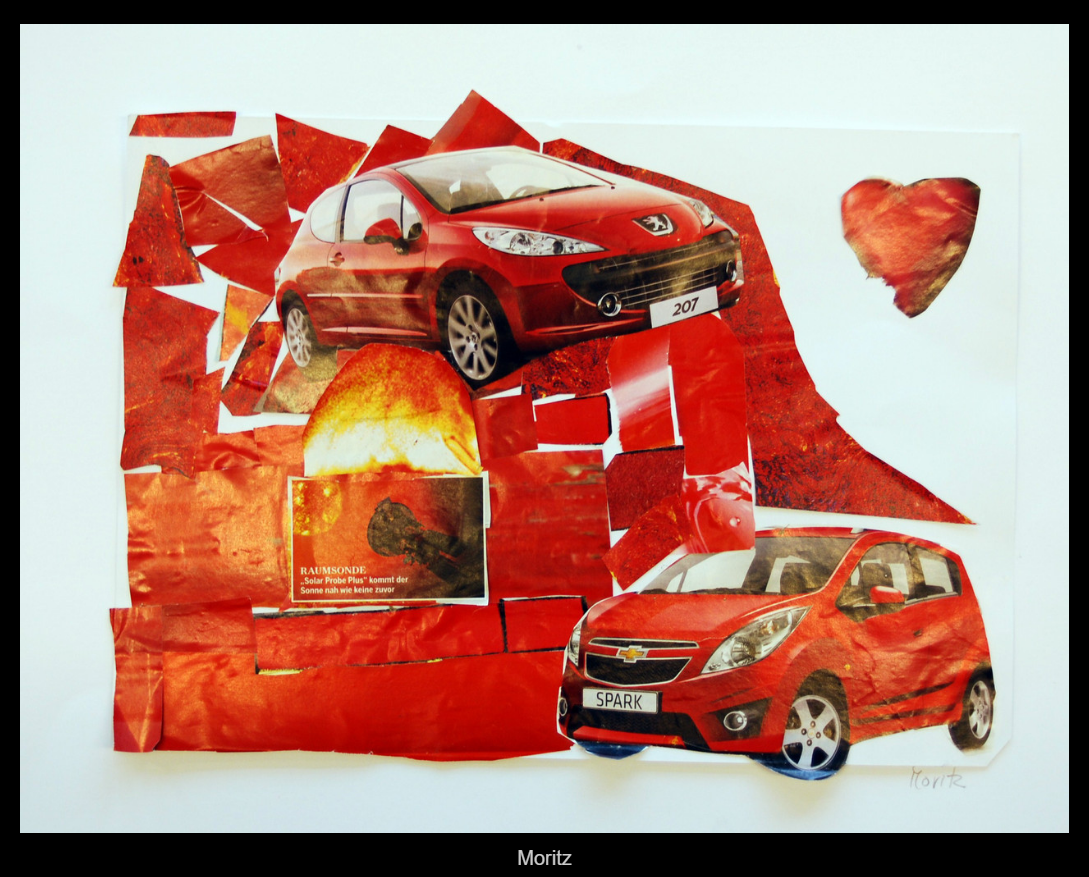 207
RAUMSONDE
„Solar Probe Plus“ kommt der
Sonne nah wie keine zuvor
SPARK
Moritz
Moritz